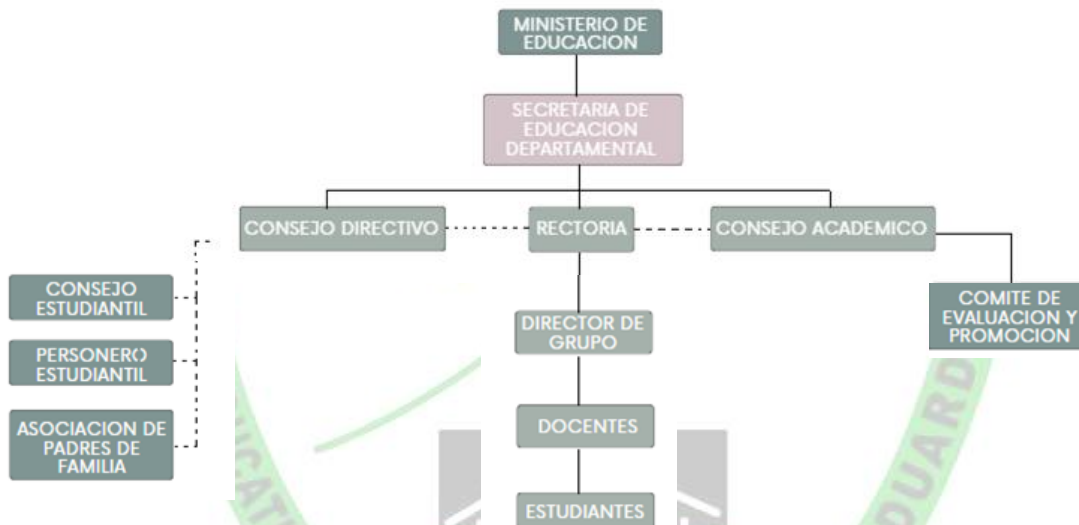 MINISTERIO DE
EDUCACION
SECRETARIA DE
EDUCACION
DEPARTAMENTAL
CONSEJO DIRECTIVO
RECTORIA
CONSEJO ACADEMICO
CONSEJO
ESTUDIANTIL
PERSONERO
ESTUDIANTIL
ASOCIACION DE
PADRES DE
FAMILIA
DIRECTOR DE
GRUPO
DOCENTES
ESTUDIANTES
COMITE DE
EVALUACION Y
PROMOCION